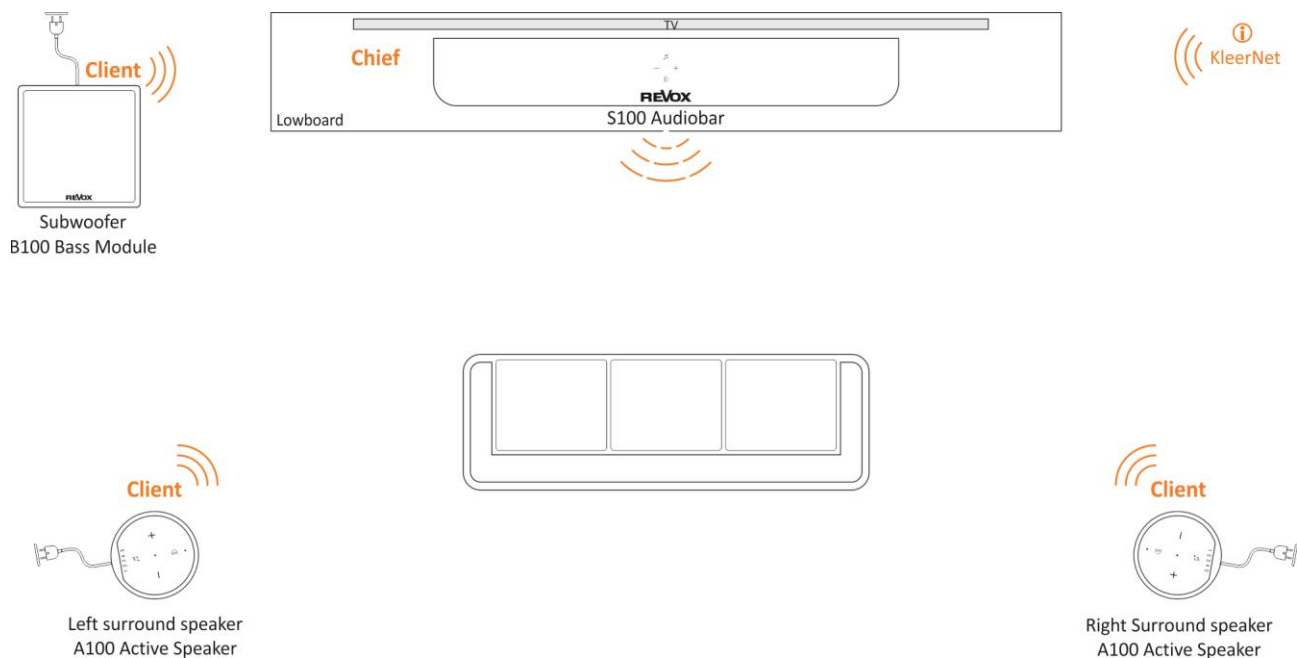 TV
Client
Chief
ⓘ
KleerNet
− +
REVOX
Lowboard
S100 Audiobar
REVOX
Subwoofer
B100 Bass Module
Client
Client
+
−
−
+
Left surround speaker
A100 Active Speaker
Right Surround speaker
A100 Active Speaker